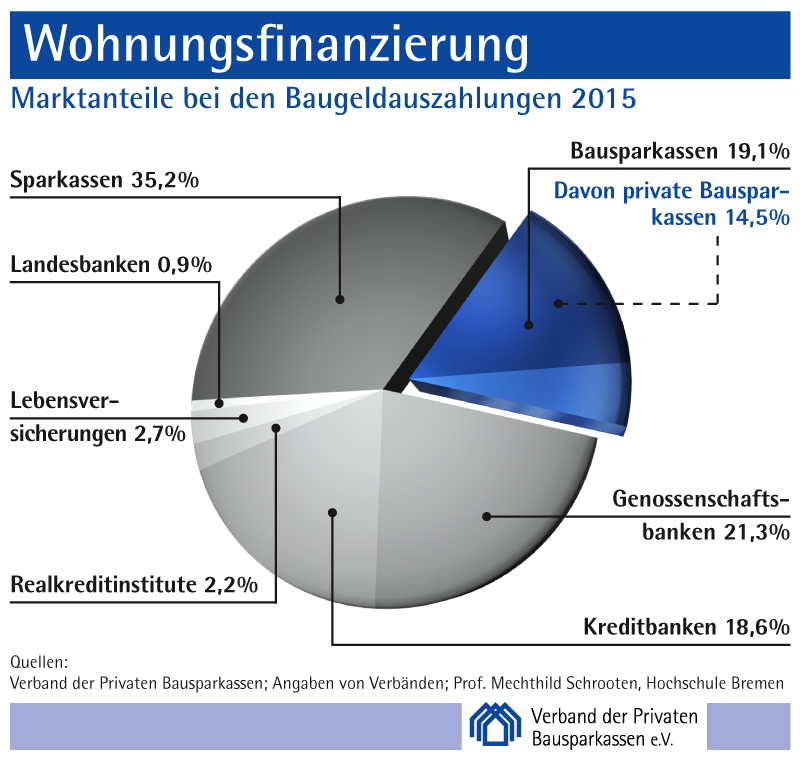 Wohnungsfinanzierung
Marktanteile bei den Baugeldauszahlungen 2015
Bausparkassen 19,1%
Davon private Bauspar-
kassen 14,5%
Sparkassen 35,2%
Landesbanken 0,9%
Lebensver-
sicherungen 2,7%
Genossenschafts-
banken 21,3%
Realkreditinstitute 2,2%
Kreditbanken 18,6%
Quellen:
Verband der Privaten Bausparkassen; Angaben von Verbänden; Prof. Mechthild Schrooten, Hochschule Bremen
Verband der Privaten
Bausparkassen e.V.